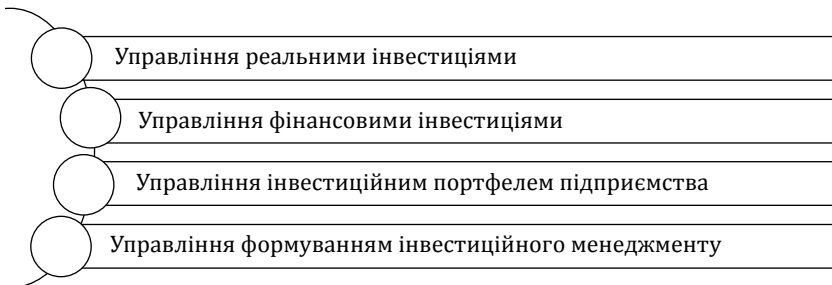 Управління реальними інвестиціями
Управління фінансовими інвестиціями
Управління інвестиційним портфелем підприємства
Управління формуванням інвестиційного менеджменту